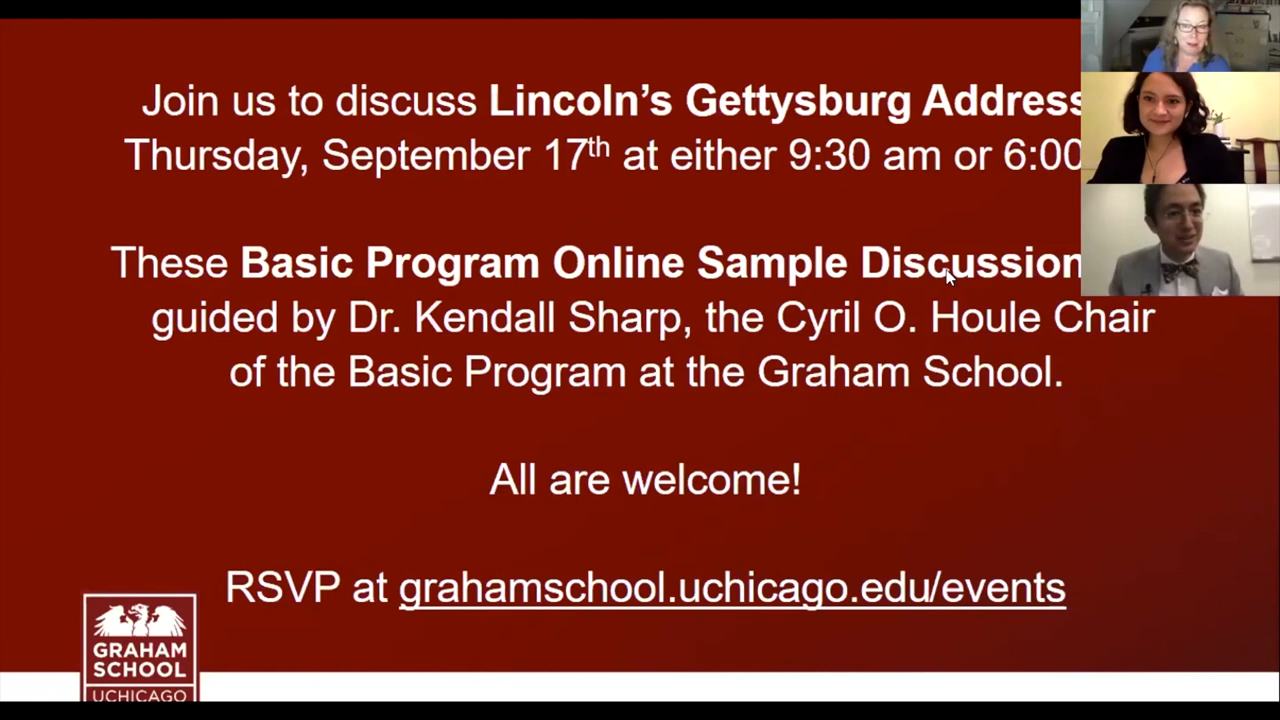 Join us to discuss Lincoln's Gettysburg Address
Thursday, September 17th at either 9:30 am or 6:00
These Basic Program Online Sample Discussion
guided by Dr. Kendall Sharp, the Cyril O. Houle Chair
of the Basic Program at the Graham School.
All are welcome!
RSVP at grahamschool.uchicago.edu/events
GRAHAM
SCHOOL
UCHICAGO